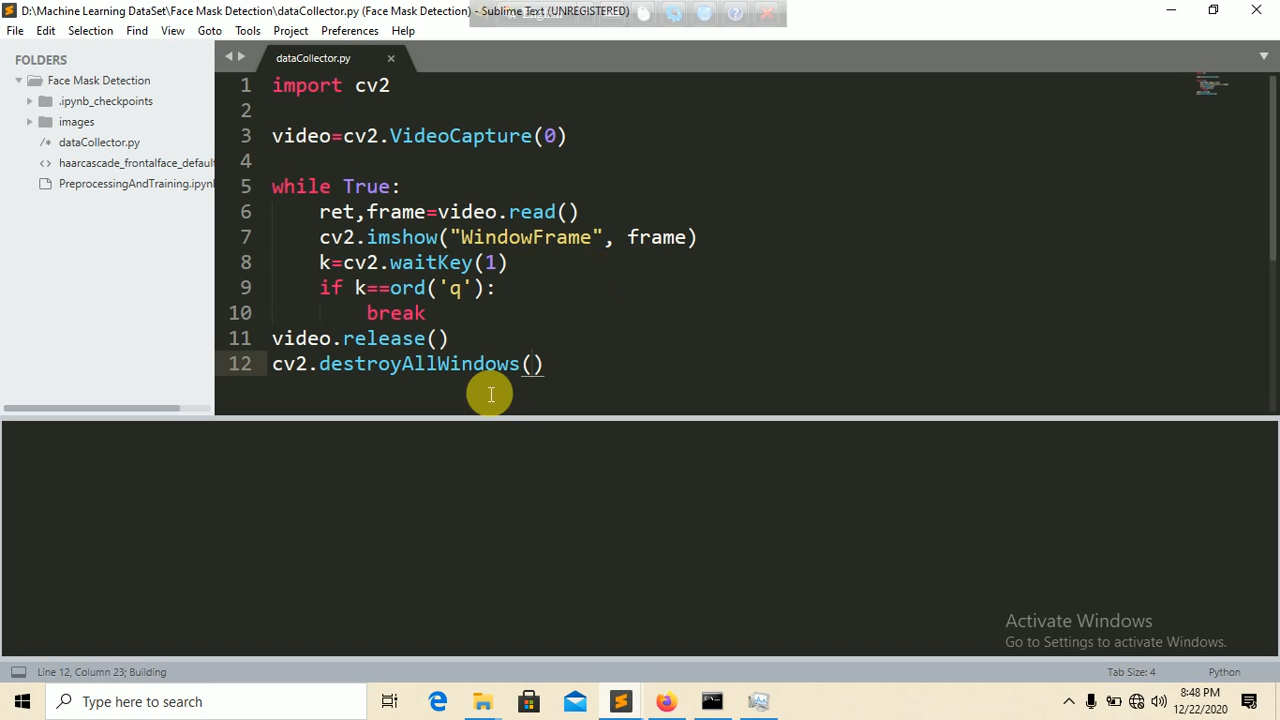 D:\Machine Learning DataSet\Face Mask Detection\dataCollector.py (Face Mask Detection) - Sublime Text (UNREGISTERED)
File Edit Selection Find View Goto Tools Project Preferences Help
FOLDERS
Face Mask Detection
.ipynb_checkpoints
images
dataCollector.py
haarcascade_frontalface_default
PreprocessingAndTraining.ipynb
dataCollector.py
1 import cv2
2
3 video=cv2.VideoCapture(0)
4
5 while True:
6 ret,frame=video.read()
7 cv2.imshow("WindowFrame", frame)
8 k=cv2.waitKey(1)
9 if k==ord('q'):
10 break
11 video.release()
12 cv2.destroyAllWindows()
Activate Windows
Go to Settings to activate Windows.
Line 12, Column 23; Building
Tab Size: 4
Python
Type here to search
8:48 PM
12/22/2020